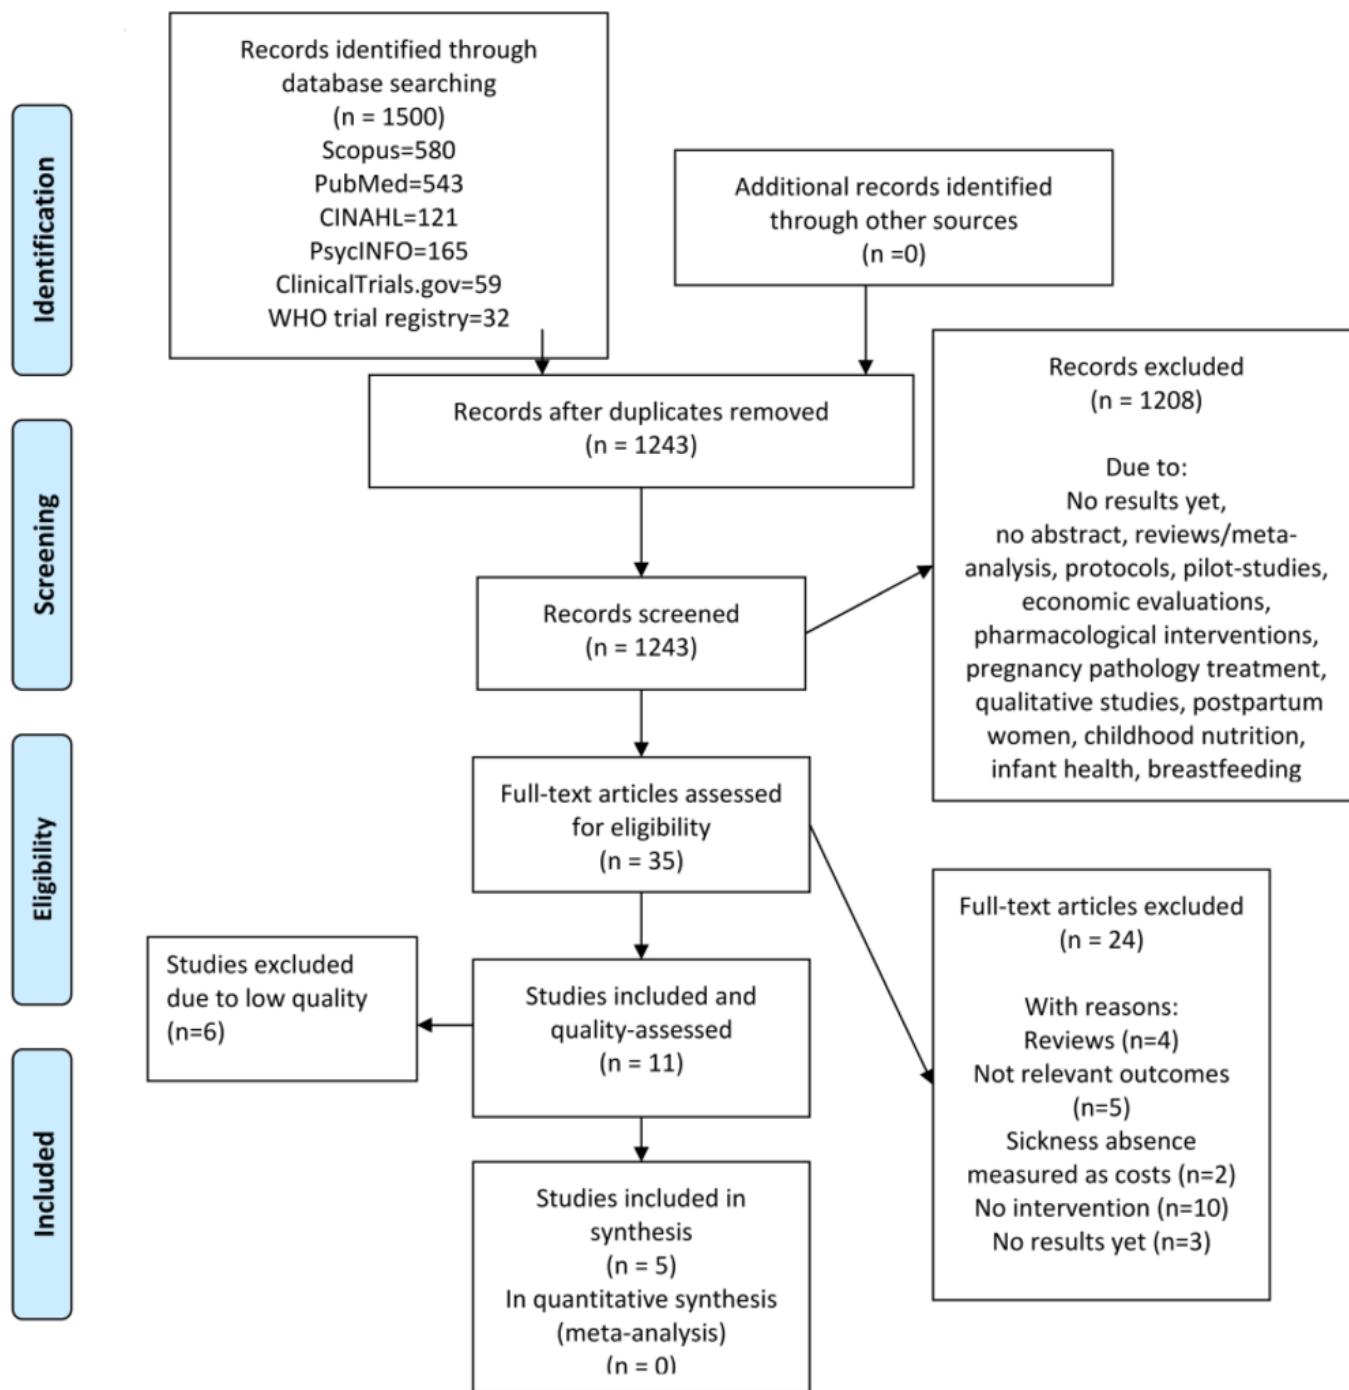 Identification
Records identified through
database searching
(n = 1500)
Scopus=580
PubMed=543
CINAHL=121
PsycINFO=165
ClinicalTrials.gov=59
WHO trial registry=32
Additional records identified
through other sources
(n =0)
Records after duplicates removed
(n = 1243)
Records excluded
(n = 1208)
Due to:
No results yet,
no abstract, reviews/meta-
analysis, protocols, pilot-studies,
economic evaluations,
pharmacological interventions,
pregnancy pathology treatment,
qualitative studies, postpartum
women, childhood nutrition,
infant health, breastfeeding
Screening
Records screened
(n = 1243)
Eligibility
Full-text articles assessed
for eligibility
(n = 35)
Full-text articles excluded
(n = 24)
With reasons:
Reviews (n=4)
Not relevant outcomes
(n=5)
Sickness absence
measured as costs (n=2)
No intervention (n=10)
No results yet (n=3)
Studies excluded
due to low quality
(n=6)
Studies included and
quality-assessed
(n = 11)
Included
Studies included in
synthesis
(n = 5)
In quantitative synthesis
(meta-analysis)
(n = 0)